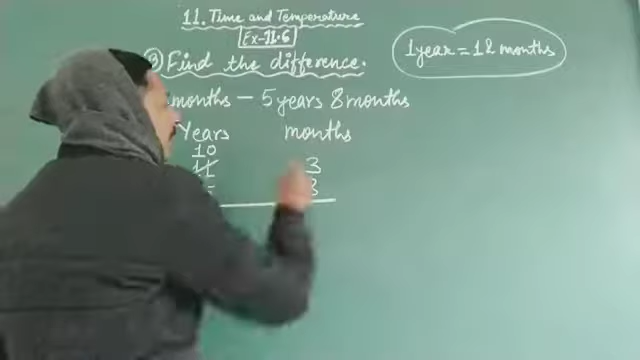 11. Time and Temperature
Ex-11.6
Find the difference.
1 year = 12 months
months - 5 years 8 months
Years months
10
11 3